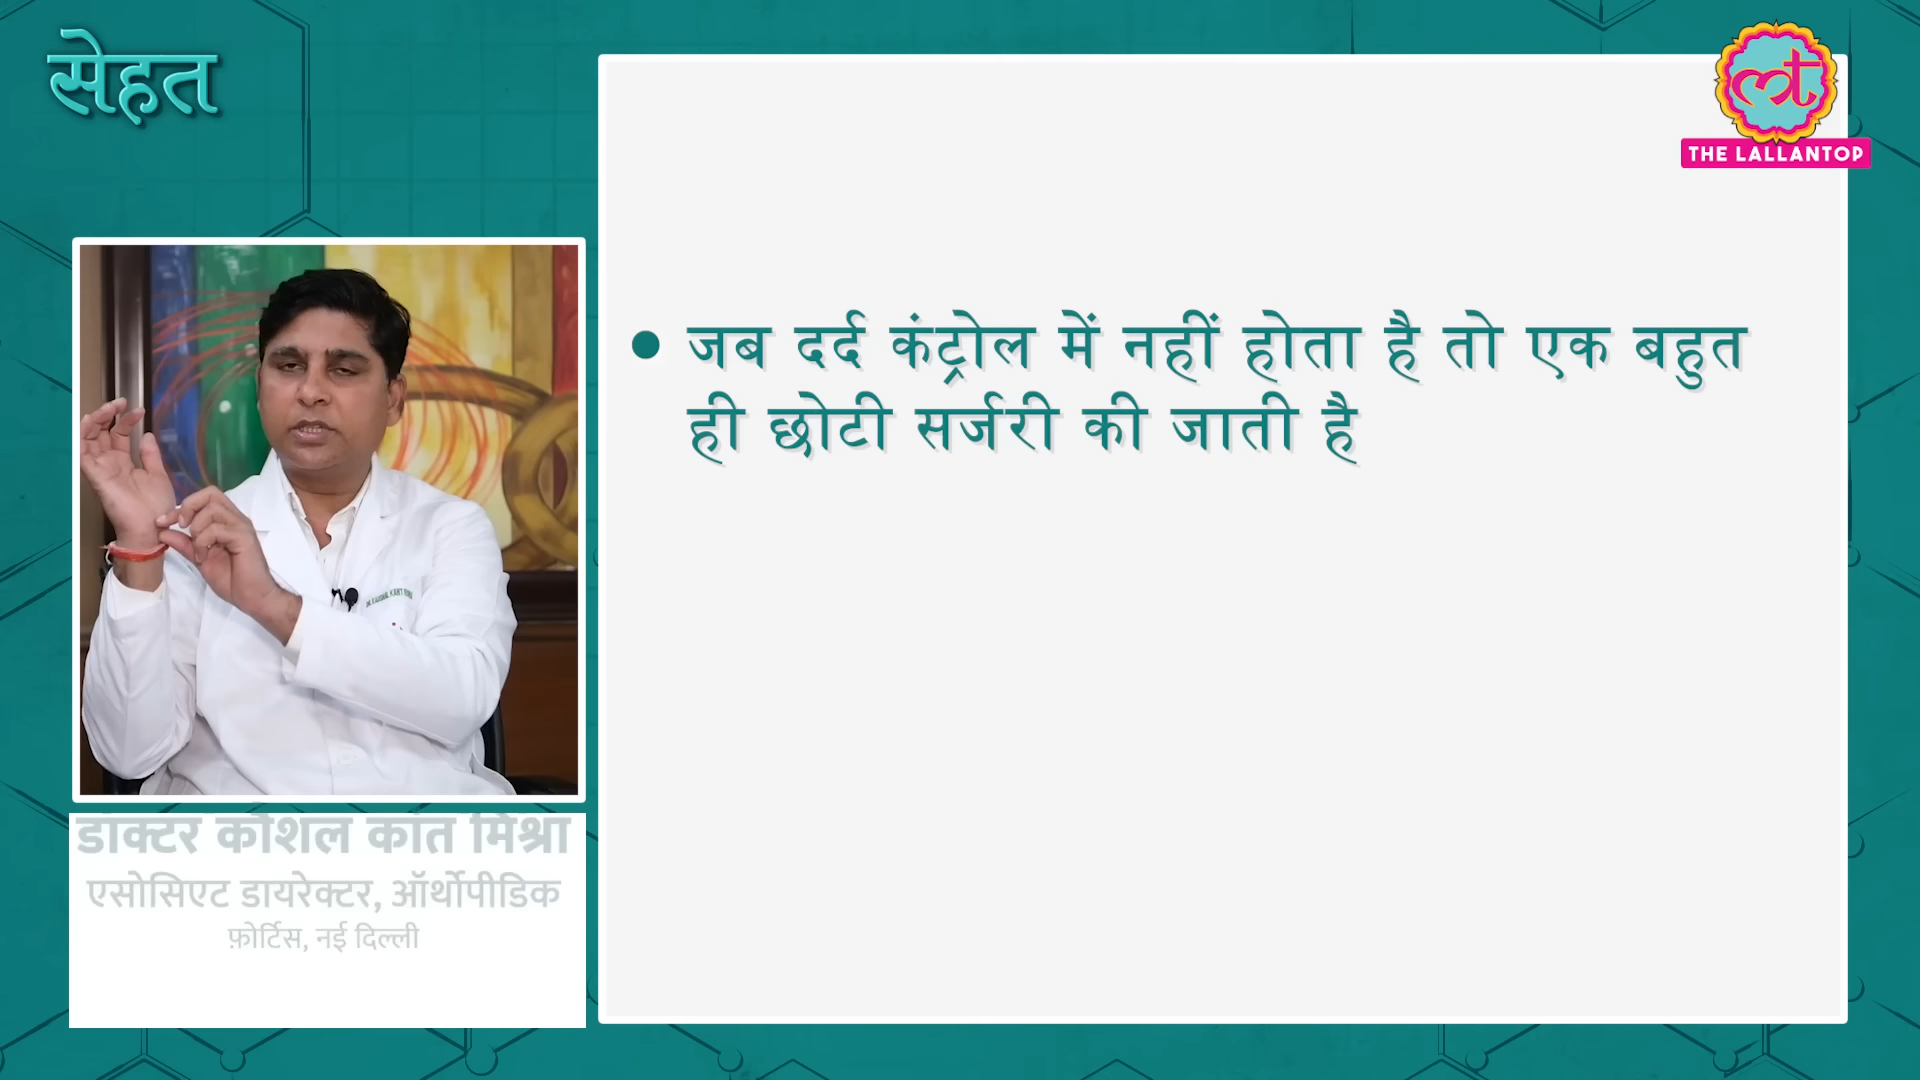 सेहत
THE LALLANTOP
जब दर्द कंट्रोल में नहीं होता है तो एक बहुत
ही छोटी सर्जरी की जाती है
डॉक्टर कौशल कांत मिश्रा
एसोसिएट डायरेक्टर, ऑर्थोपीडिक
फ़ोर्टिस, नई दिल्ली